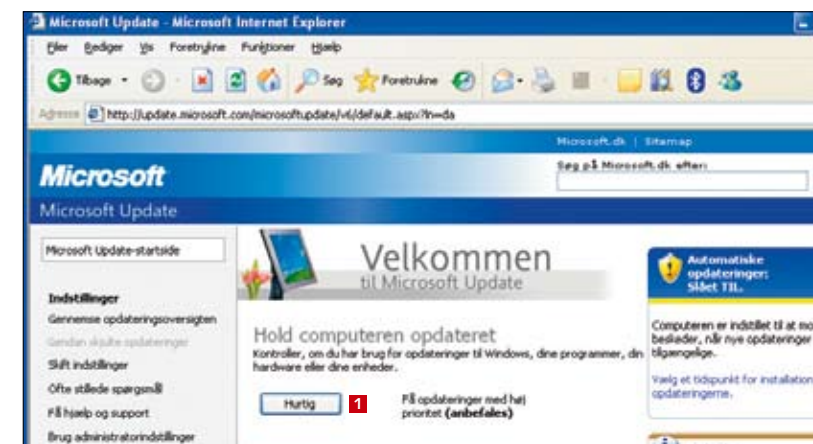 Microsoft Update - Microsoft Internet Explorer
Filer Rediger Vis Foretrukne Funktioner Hjælp
Tilbage Søg Foretrukne
Adresse http://update.microsoft.com/microsoftupdate/v6/default.aspx?ln=da
Microsoft.dk | Sitemap
Microsoft
Søg på Microsoft.dk efter:
Microsoft Update
Microsoft Update-startside
Indstillinger
Gennemse opdateringsoversigten
Gendan skjulte opdateringer
Skift indstillinger
Ofte stillede spørgsmål
Få hjælp og support
Brug administratorindstillinger
Velkommen
til Microsoft Update
Hold computeren opdateret
Kontroller, om du har brug for opdateringer til Windows, dine programmer, din
hardware eller dine enheder.
Hurtig
1
Få opdateringer med høj
prioritet (anbefales)
Automatiske
opdateringer:
Slået TIL.
Computeren er indstillet til at mo
beskeder, når nye opdateringer
tilgængelige.
Vælg et tidspunkt for installation
opdateringerne.